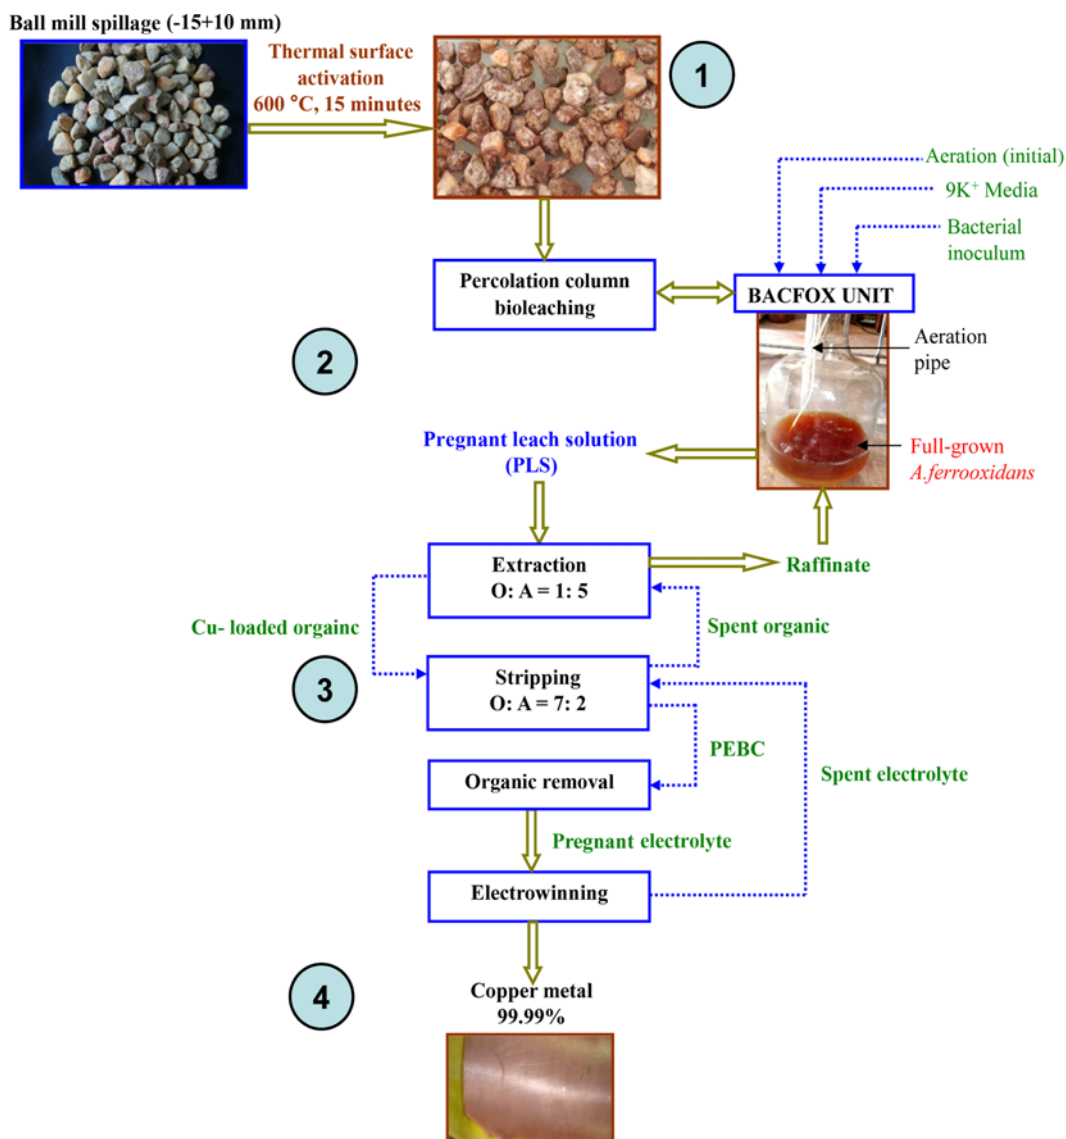 Ball mill spillage (-15+10 mm)
Thermal surface
activation
600 °C, 15 minutes
1
Aeration (initial)
9K⁺ Media
Bacterial
inoculum
Percolation column
bioleaching
BACFOX UNIT
2
Aeration
pipe
Full-grown
A.ferrooxidans
Pregnant leach solution
(PLS)
Extraction
O: A = 1: 5
Raffinate
Cu- loaded orgainc
Spent organic
3
Stripping
O: A = 7: 2
PEBC
Spent electrolyte
Organic removal
Pregnant electrolyte
Electrowinning
4
Copper metal
99.99%